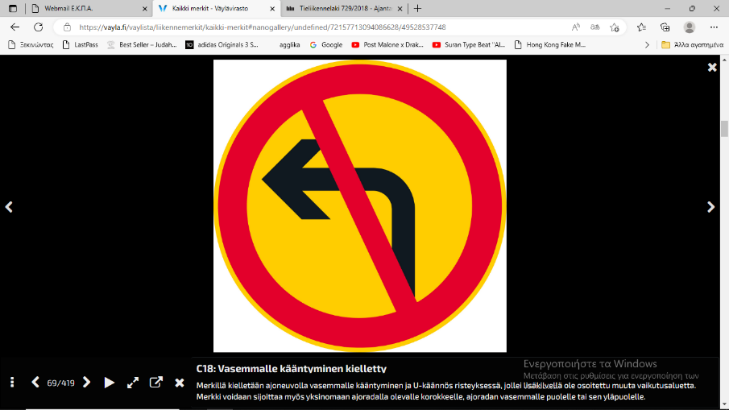 Webmail Ε.Κ.Π.Α.
Kaikki merkit - Väylävirasto
Tieliikennelaki 729/2018 - Ajanta
https://vayla.fi/vaylista/liikennemerkit/kaikki-merkit#nanogallery/undefined/72157713094086628/49528537748
Ξεκινώντας
LastPass
Best Seller – Judah...
adidas Originals 3 S...
agglika
Google
Post Malone x Drak...
Suran Type Beat "Al...
Hong Kong Fake M...
Άλλα αγαπημένα
C18: Vasemmalle kääntyminen kielletty
Ενεργοποιήστε τα Windows
Μετάβαση στις ρυθμίσεις για ενεργοποίηση των
69/419
Merkillä kielletään ajoneuvolla vasemmalle kääntyminen ja U-käännös risteyksessä, jollei lisäkilvellä ole osoitettu muuta vaikutusaluetta.
Merkki voidaan sijoittaa myös yksinomaan ajoradalla olevalle korokkeelle, ajoradan vasemmalle puolelle tai sen yläpuolelle.